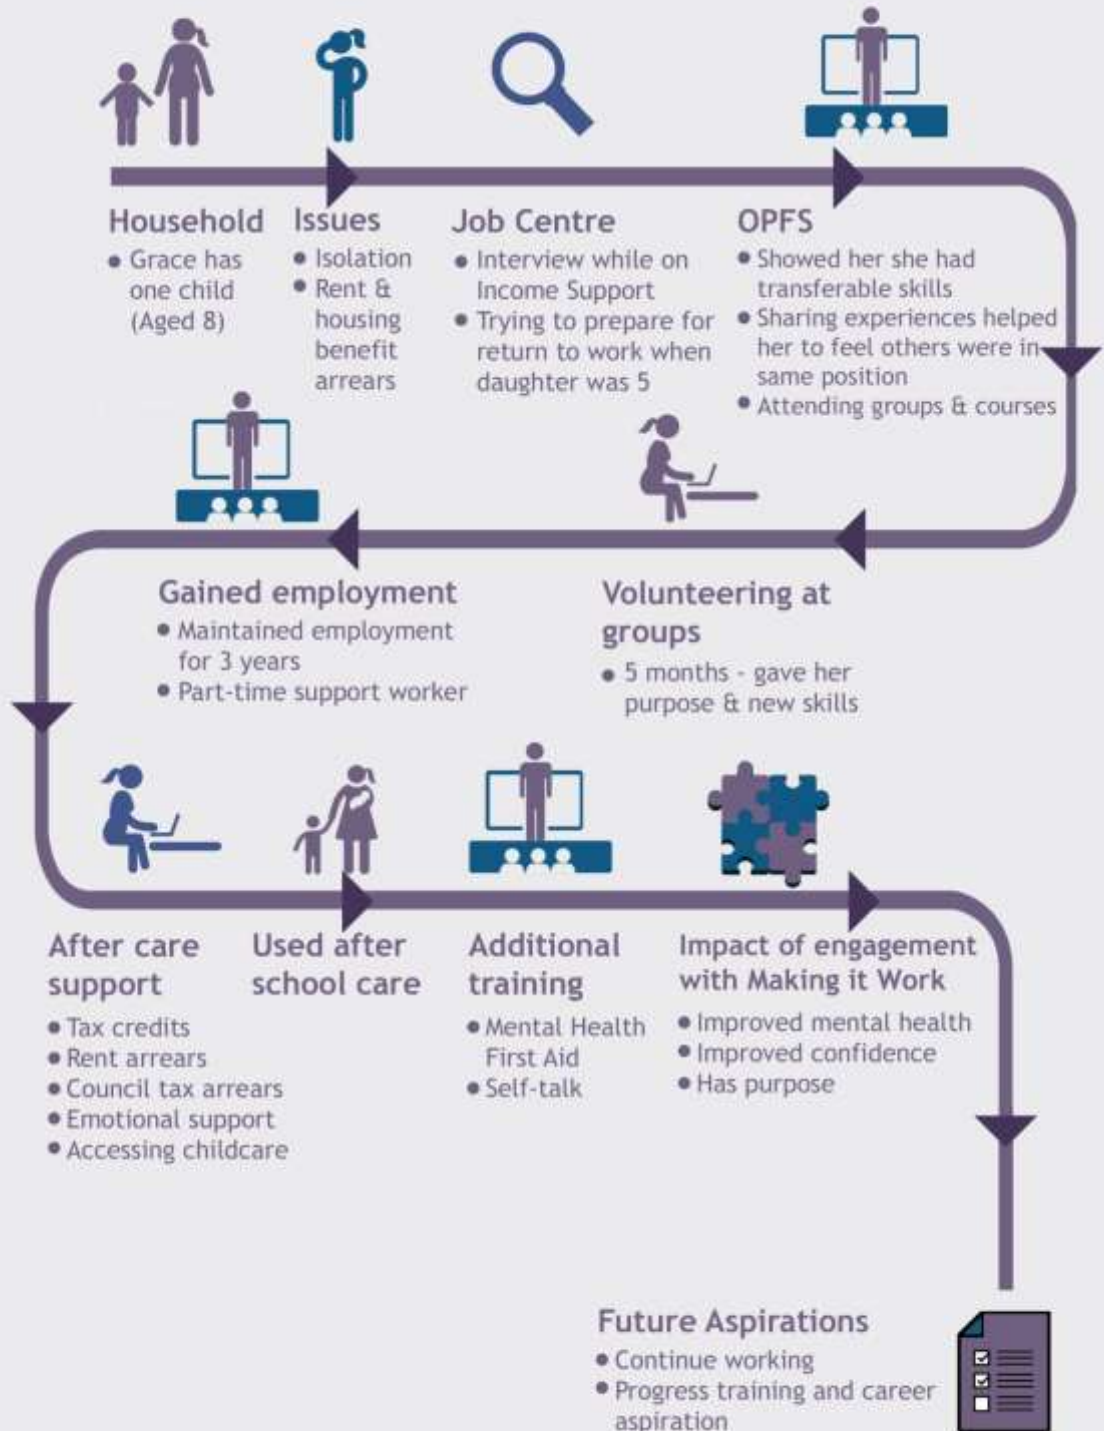 Household
• Grace has
one child
(Aged 8)
Issues
• Isolation
• Rent &
housing
benefit
arrears
Job Centre
• Interview while on
Income Support
• Trying to prepare for
return to work when
daughter was 5
OPFS
• Showed her she had
transferable skills
• Sharing experiences helped
her to feel others were in
same position
• Attending groups & courses
Volunteering at
groups
• 5 months - gave her
purpose & new skills
Gained employment
• Maintained employment
for 3 years
• Part-time support worker
After care
support
• Tax credits
• Rent arrears
• Council tax arrears
• Emotional support
• Accessing childcare
Used after
school care
Additional
training
• Mental Health
First Aid
• Self-talk
Impact of engagement
with Making it Work
• Improved mental health
• Improved confidence
• Has purpose
Future Aspirations
• Continue working
• Progress training and career
aspiration